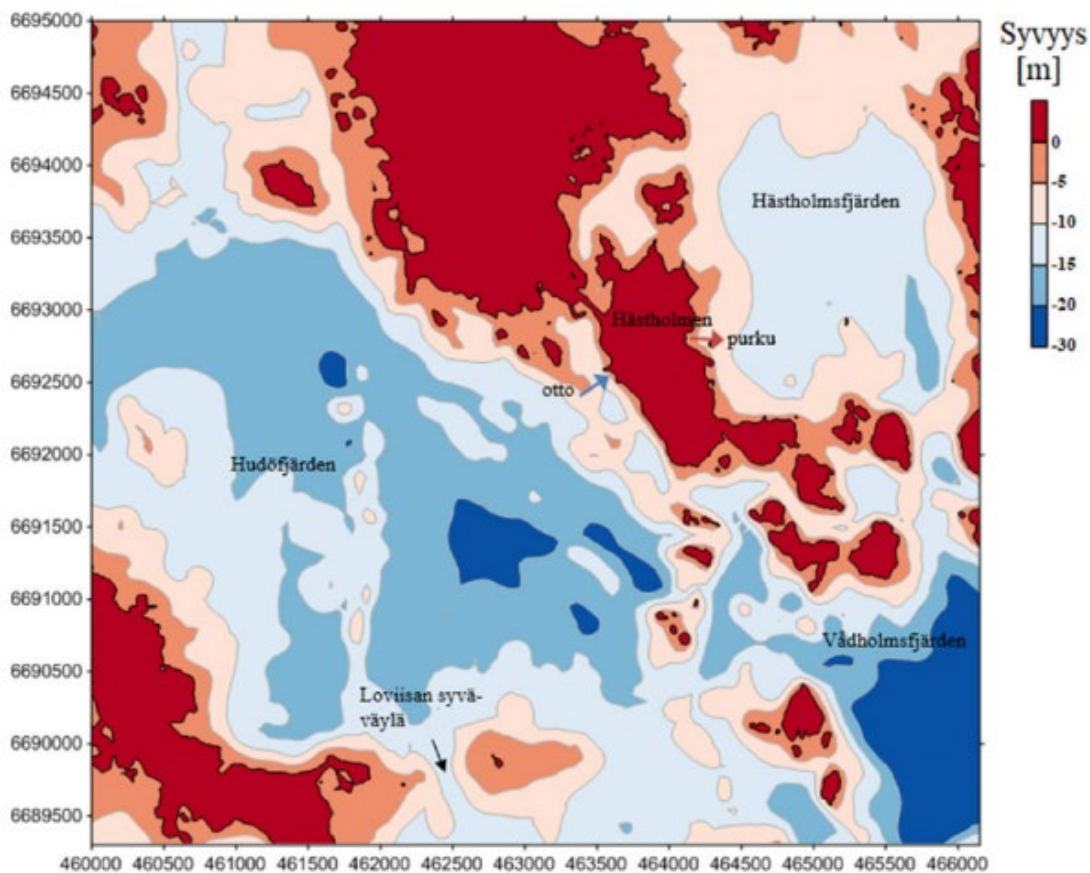 6695000
Syvyys
[m]
6694500
0
6694000
-5
Hästholmsfjärden
-10
6693500
-15
-20
6693000
Hästholmen
purku
-30
6692500
otto
6692000
Hudöfjärden
6691500
6691000
Vådholmsfjärden
6690500
Loviisan syvä-
väylä
6690000
6689500
460000 460500 461000 461500 462000 462500 463000 463500 464000 464500 465000 465500 466000